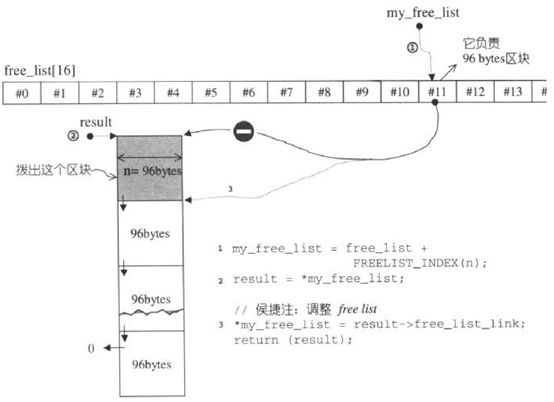 my_free_list
①
它负责
96 bytes区块
free_list[16]
#0 #1 #2 #3 #4 #5 #6 #7 #8 #9 #10 #11 #12 #13
② result
拨出这个区块
n= 96bytes
3
96bytes
96bytes
0
96bytes
1 my_free_list = free_list +
FREELIST_INDEX(n);
2 result = *my_free_list;
// 侯捷注：调整 free list
3 *my_free_list = result->free_list_link;
return (result);